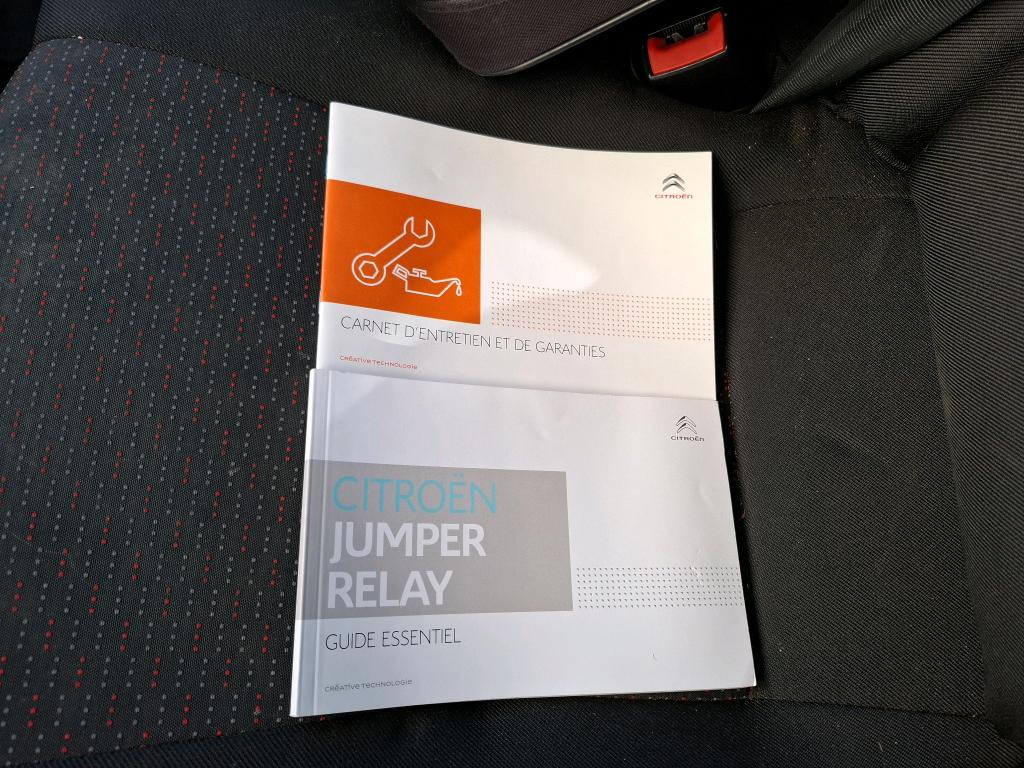 CITROËN
CARNET D'ENTRETIEN ET DE GARANTIES
CRÉATIVE TECHNOLOGIE
CITROËN
CITROËN
JUMPER
RELAY
GUIDE ESSENTIEL
CRÉATIVE TECHNOLOGIE